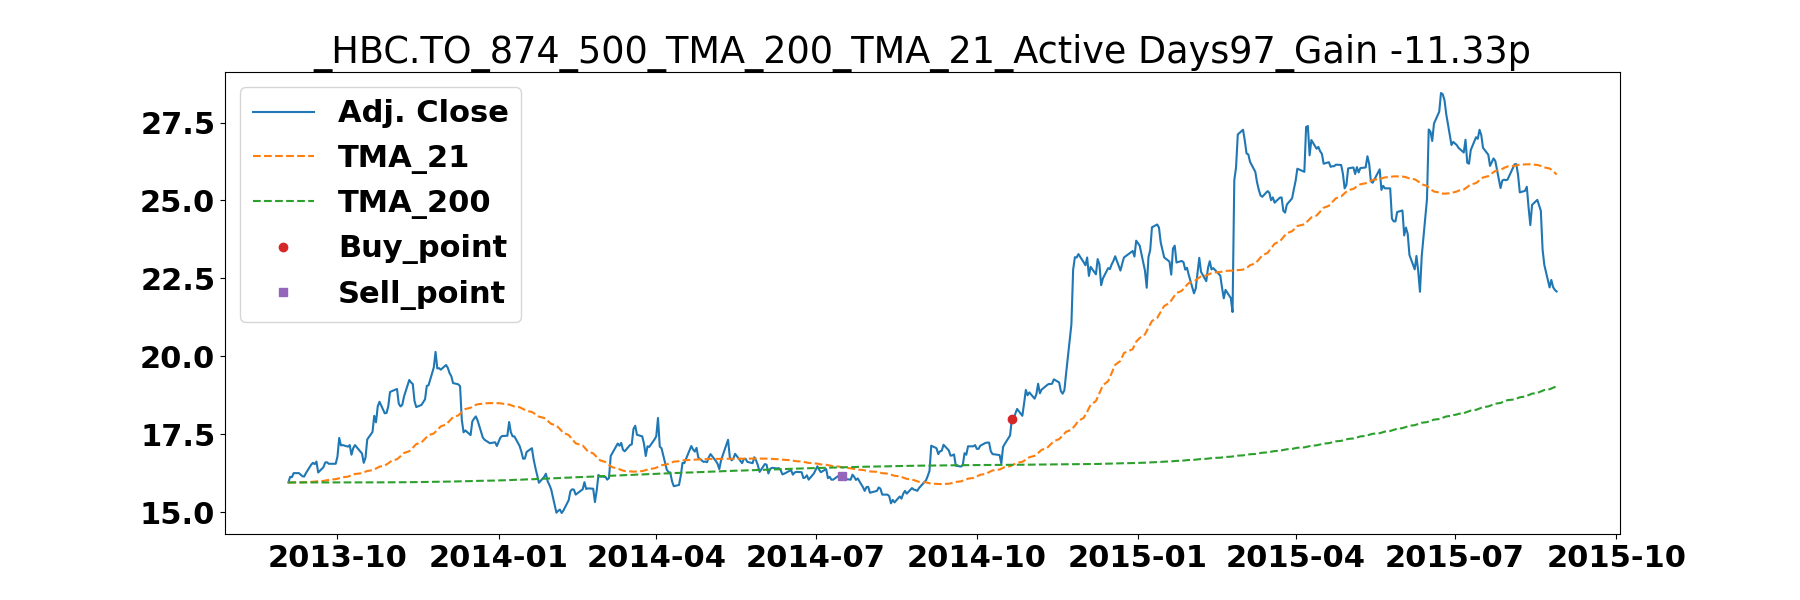 _HBC.TO_874_500_TMA_200_TMA_21_Active Days97_Gain -11.33p
Adj. Close
TMA_21
TMA_200
Buy_point
Sell_point
27.5
25.0
22.5
20.0
17.5
15.0
2013-10 2014-01 2014-04 2014-07 2014-10 2015-01 2015-04 2015-07 2015-10